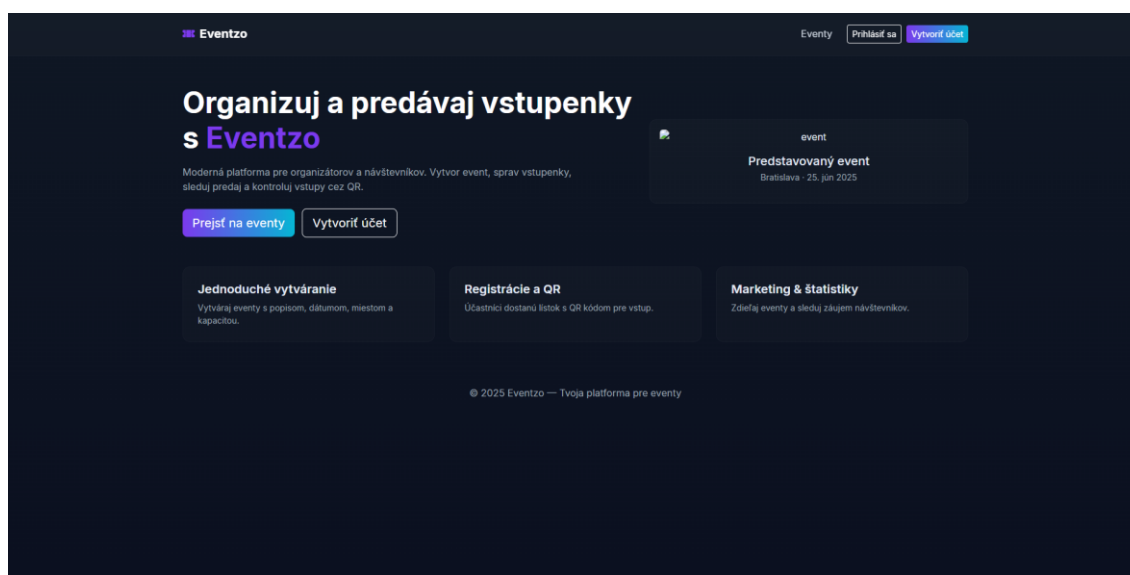 Eventzo
Eventy
Prihlásiť sa
Vytvoriť účet
Organizuj a predávaj vstupenky
s Eventzo
Moderná platforma pre organizátorov a návštevníkov. Vytvor event, sprav vstupenky,
sleduj predaj a kontroluj vstupy cez QR.
Prejsť na eventy
Vytvoriť účet
event
Predstavovaný event
Bratislava · 25. jún 2025
Jednoduché vytváranie
Vytváraj eventy s popisom, dátumom, miestom a
kapacitou.
Registrácie a QR
Účastníci dostanú lístok s QR kódom pre vstup.
Marketing & štatistiky
Zdieľaj eventy a sleduj záujem návštevníkov.
© 2025 Eventzo — Tvoja platforma pre eventy